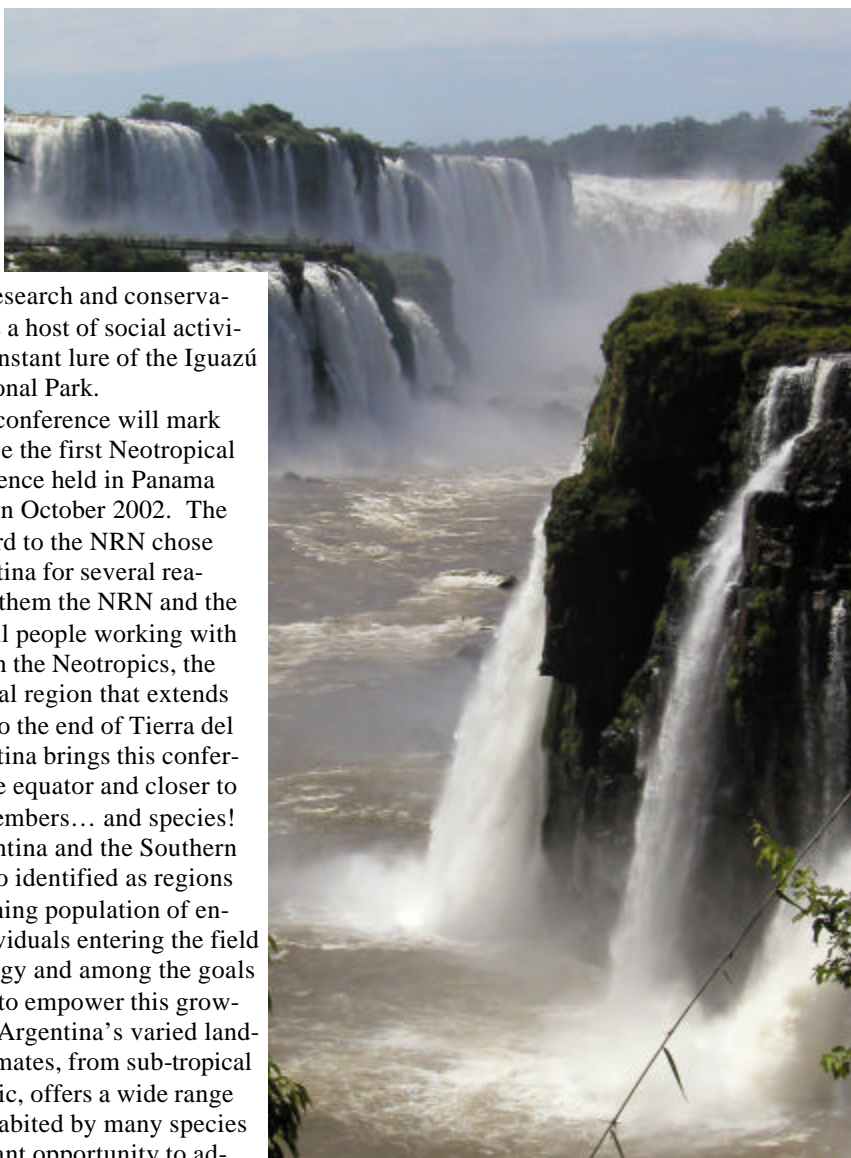 esearch and conserva-
a host of social activi-
nstant lure of the Iguazú
onal Park.
conference will mark
e the first Neotropical
ence held in Panama
n October 2002. The
rd to the NRN chose
tina for several rea-
them the NRN and the
l people working with
n the Neotropics, the
al region that extends
o the end of Tierra del
tina brings this confer-
e equator and closer to
embers… and species!
ntina and the Southern
o identified as regions
ning population of en-
viduals entering the field
gy and among the goals
to empower this grow-
Argentina's varied land-
mates, from sub-tropical
ic, offers a wide range
abited by many species
ant opportunity to ad-